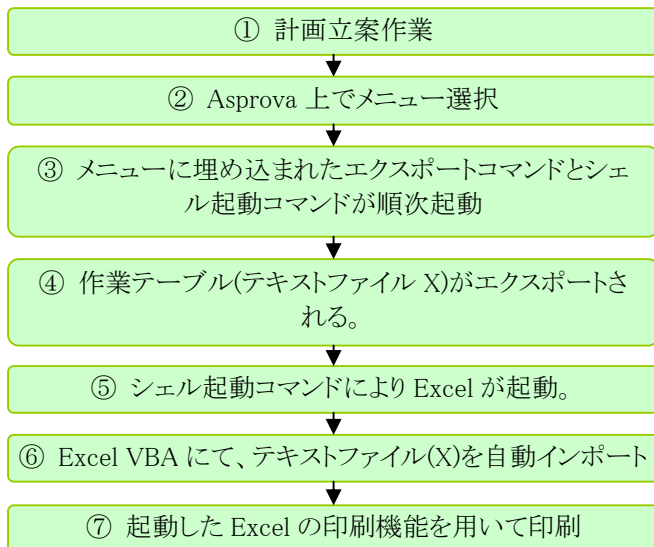 ① 計画立案作業
② Asprova 上でメニュー選択
③ メニューに埋め込まれたエクスポートコマンドとシェ
ル起動コマンドが順次起動
④ 作業テーブル(テキストファイル X)がエクスポートさ
れる。
⑤ シェル起動コマンドにより Excel が起動。
⑥ Excel VBA にて、テキストファイル(X)を自動インポート
⑦ 起動した Excel の印刷機能を用いて印刷